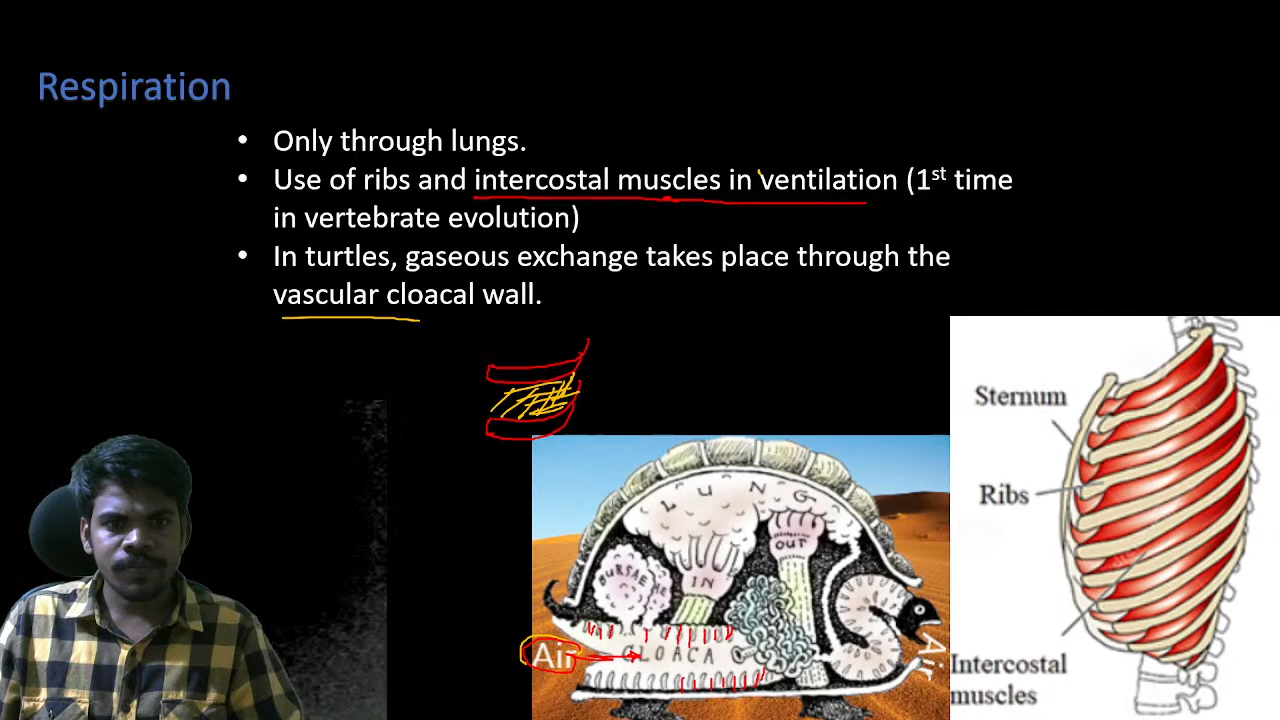 Respiration
• Only through lungs.
• Use of ribs and intercostal muscles in ventilation (1st time
in vertebrate evolution)
• In turtles, gaseous exchange takes place through the
vascular cloacal wall.
Sternum
Ribs
Intercostal
muscles
LUNG
OUT
IN
BURSAE
Air
CLOACA
Air